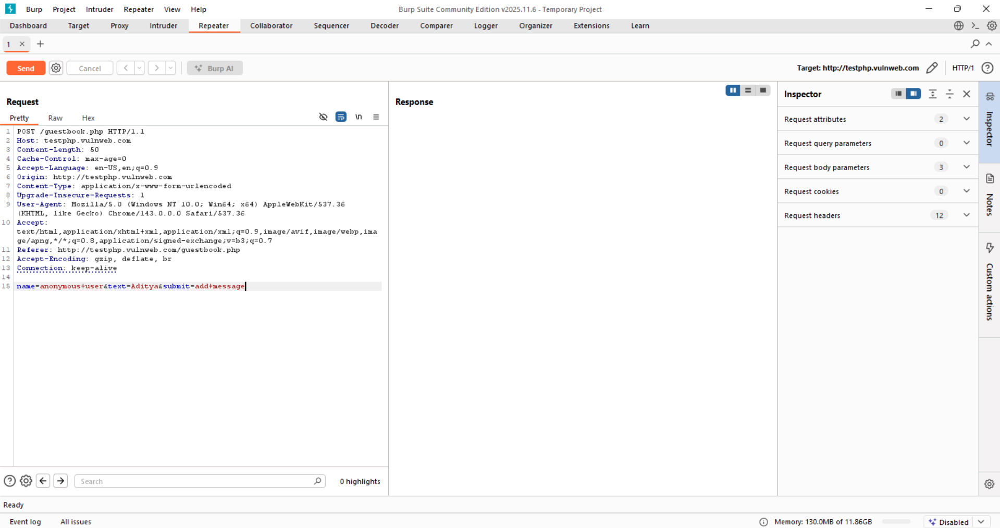 Burp Project Intruder Repeater View Help Burp Suite Community Edition v2025.11.6 - Temporary Project
Dashboard Target Proxy Intruder Repeater Collaborator Sequencer Decoder Comparer Logger Organizer Extensions Learn
1
Send Cancel Burp AI Target: http://testphp.vulnweb.com HTTP/1
Request
Pretty Raw Hex \n
1 POST /guestbook.php HTTP/1.1
2 Host: testphp.vulnweb.com
3 Content-Length: 50
4 Cache-Control: max-age=0
5 Accept-Language: en-US,en;q=0.9
6 Origin: http://testphp.vulnweb.com
7 Content-Type: application/x-www-form-urlencoded
8 Upgrade-Insecure-Requests: 1
9 User-Agent: Mozilla/5.0 (Windows NT 10.0; Win64; x64) AppleWebKit/537.36
(KHTML, like Gecko) Chrome/143.0.0.0 Safari/537.36
10 Accept:
text/html,application/xhtml+xml,application/xml;q=0.9,image/avif,image/webp,ima
ge/apng,*/*;q=0.8,application/signed-exchange;v=b3;q=0.7
11 Referer: http://testphp.vulnweb.com/guestbook.php
12 Accept-Encoding: gzip, deflate, br
13 Connection: keep-alive
14
15 name=anonymous+user&text=Aditya&submit=add+message
Search 0 highlights
Response
Inspector
Request attributes 2
Request query parameters 0
Request body parameters 3
Request cookies 0
Request headers 12
Inspector
Notes
Custom actions
Ready
Event log All issues Memory: 130.0MB of 11.86GB Disabled